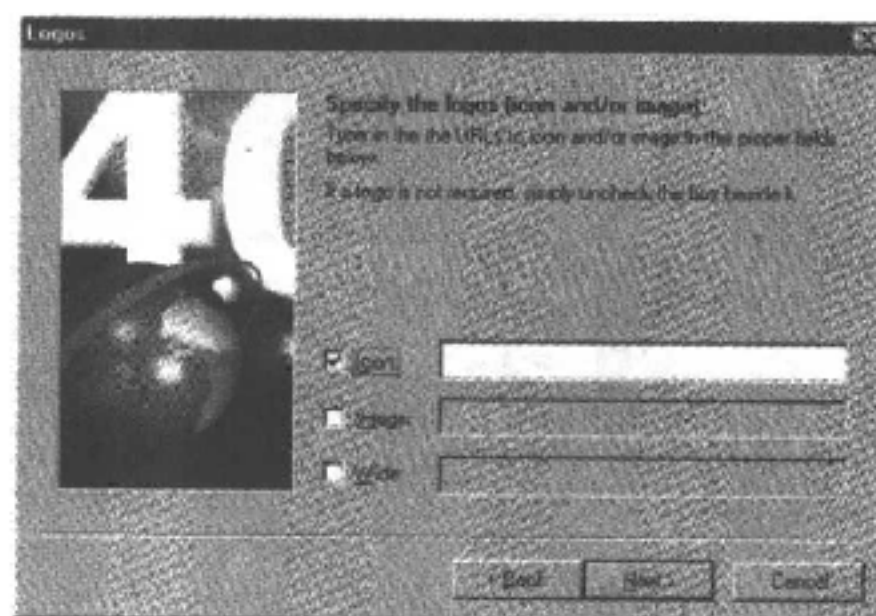 Logos
40
Specify the logos (icon and/or image):
Type in the the URLs to icon and/or image in the proper fields
below.
If a logo is not required, simply uncheck the box beside it.
Icon:
Image:
Wide
< Back
Next >
Cancel